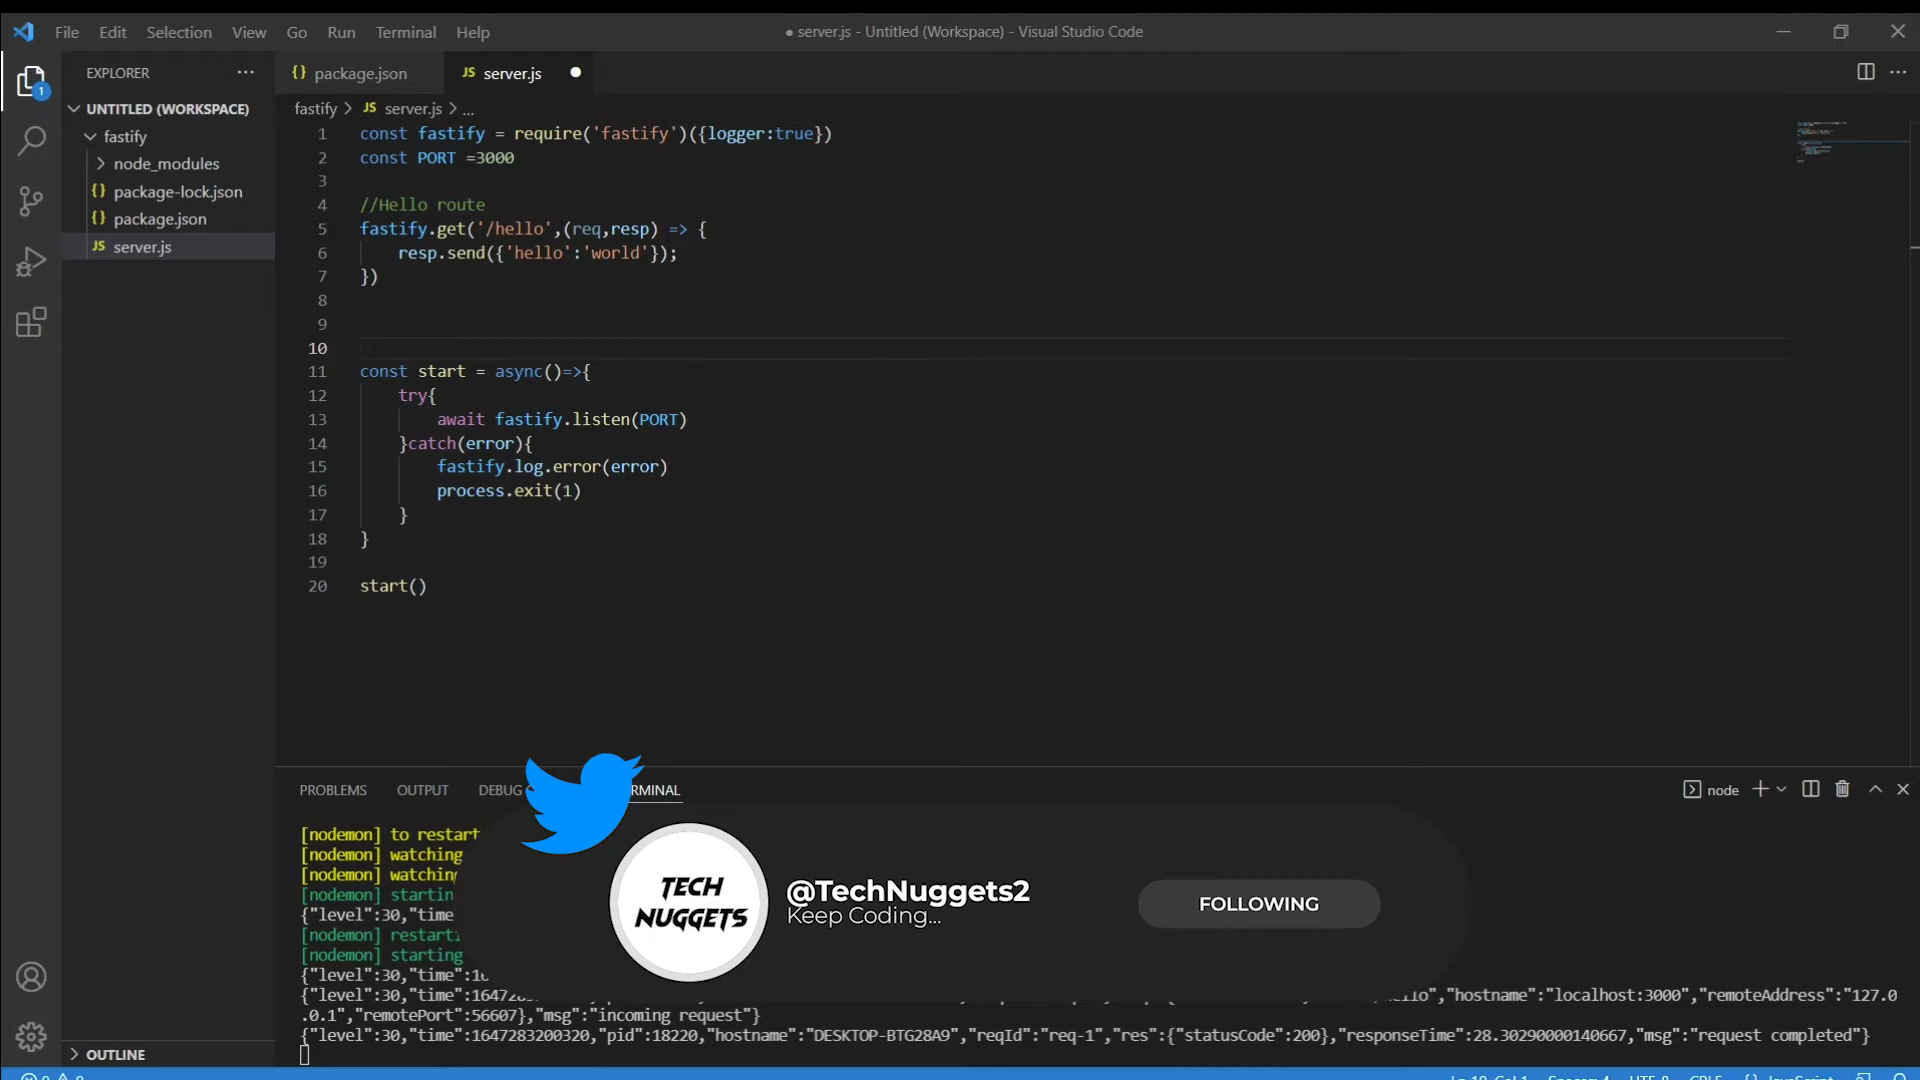 File Edit Selection View Go Run Terminal Help
● server.js - Untitled (Workspace) - Visual Studio Code
EXPLORER
1
UNTITLED (WORKSPACE)
fastify
node_modules
{} package-lock.json
{} package.json
JS server.js
OUTLINE
{} package.json
JS server.js
fastify > JS server.js > ...
1 const fastify = require('fastify')({logger:true})
2 const PORT =3000
3
4 //Hello route
5 fastify.get('/hello',(req,resp) => {
6 resp.send({'hello':'world'});
7 })
8
9
10
11 const start = async()=>{
12 try{
13 await fastify.listen(PORT)
14 }catch(error){
15 fastify.log.error(error)
16 process.exit(1)
17 }
18 }
19
20 start()
PROBLEMS OUTPUT DEBUG RMINAL
node
[nodemon] to restart
[nodemon] watching
[nodemon] watching
[nodemon] startin
{"level":30,"time
[nodemon] restart
[nodemon] starting
{"level":30,"time":1
{"level":30,"time":16472 "hostname":"localhost:3000","remoteAddress":"127.0
.0.1","remotePort":56607},"msg":"incoming request"}
{"level":30,"time":1647283200320,"pid":18220,"hostname":"DESKTOP-BTG28A9","reqId":"req-1","res":{"statusCode":200},"responseTime":28.30290000140667,"msg":"request completed"}
TECH
NUGGETS
@TechNuggets2
Keep Coding...
FOLLOWING